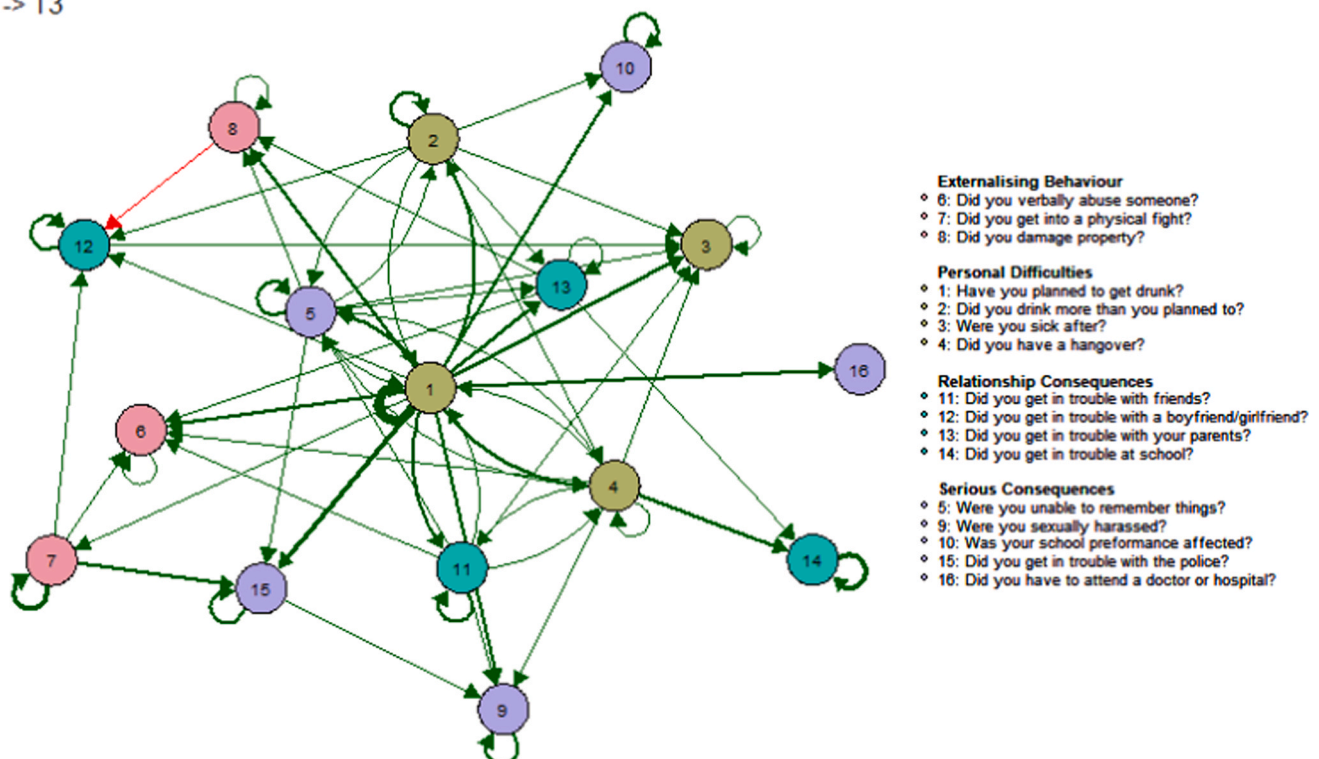 -> 13
10
8
2
12
3
13
5
16
1
6
4
7
15
11
14
9
Externalising Behaviour
6: Did you verbally abuse someone?
7: Did you get into a physical fight?
8: Did you damage property?
Personal Difficulties
1: Have you planned to get drunk?
2: Did you drink more than you planned to?
3: Were you sick after?
4: Did you have a hangover?
Relationship Consequences
11: Did you get in trouble with friends?
12: Did you get in trouble with a boyfriend/girlfriend?
13: Did you get in trouble with your parents?
14: Did you get in trouble at school?
Serious Consequences
5: Were you unable to remember things?
9: Were you sexually harassed?
10: Was your school preformance affected?
15: Did you get in trouble with the police?
16: Did you have to attend a doctor or hospital?